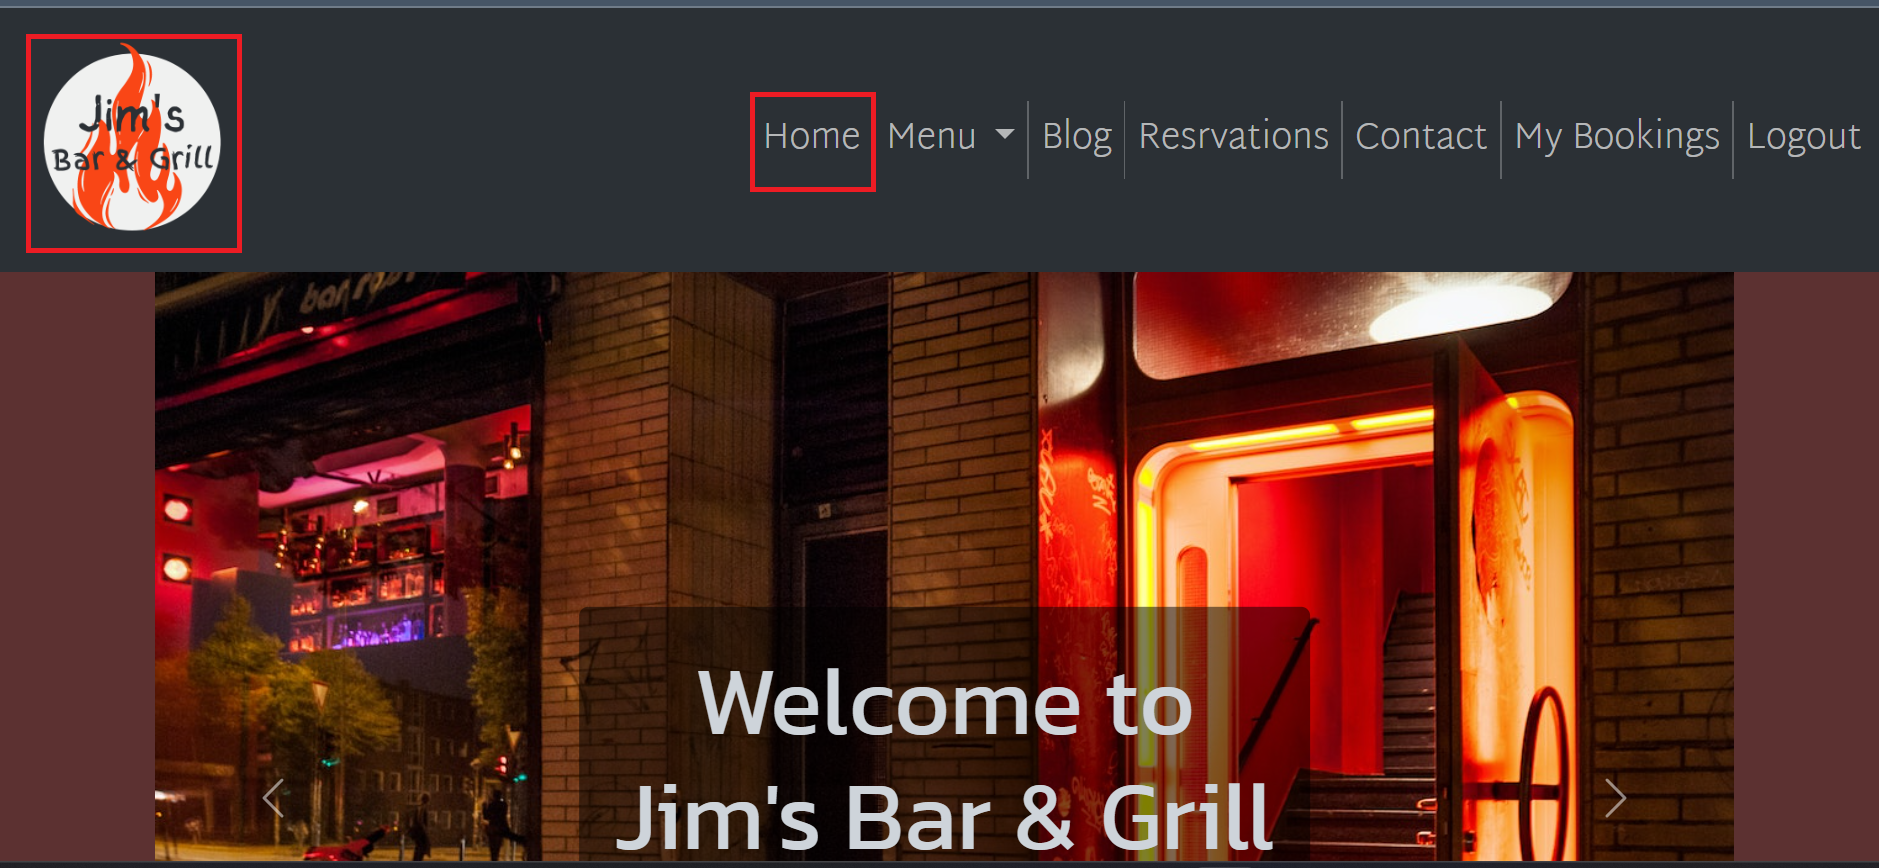 Jim's
Bar & Grill
Home Menu Blog Resrvations Contact My Bookings Logout
bar
Welcome to
Jim's Bar & Grill